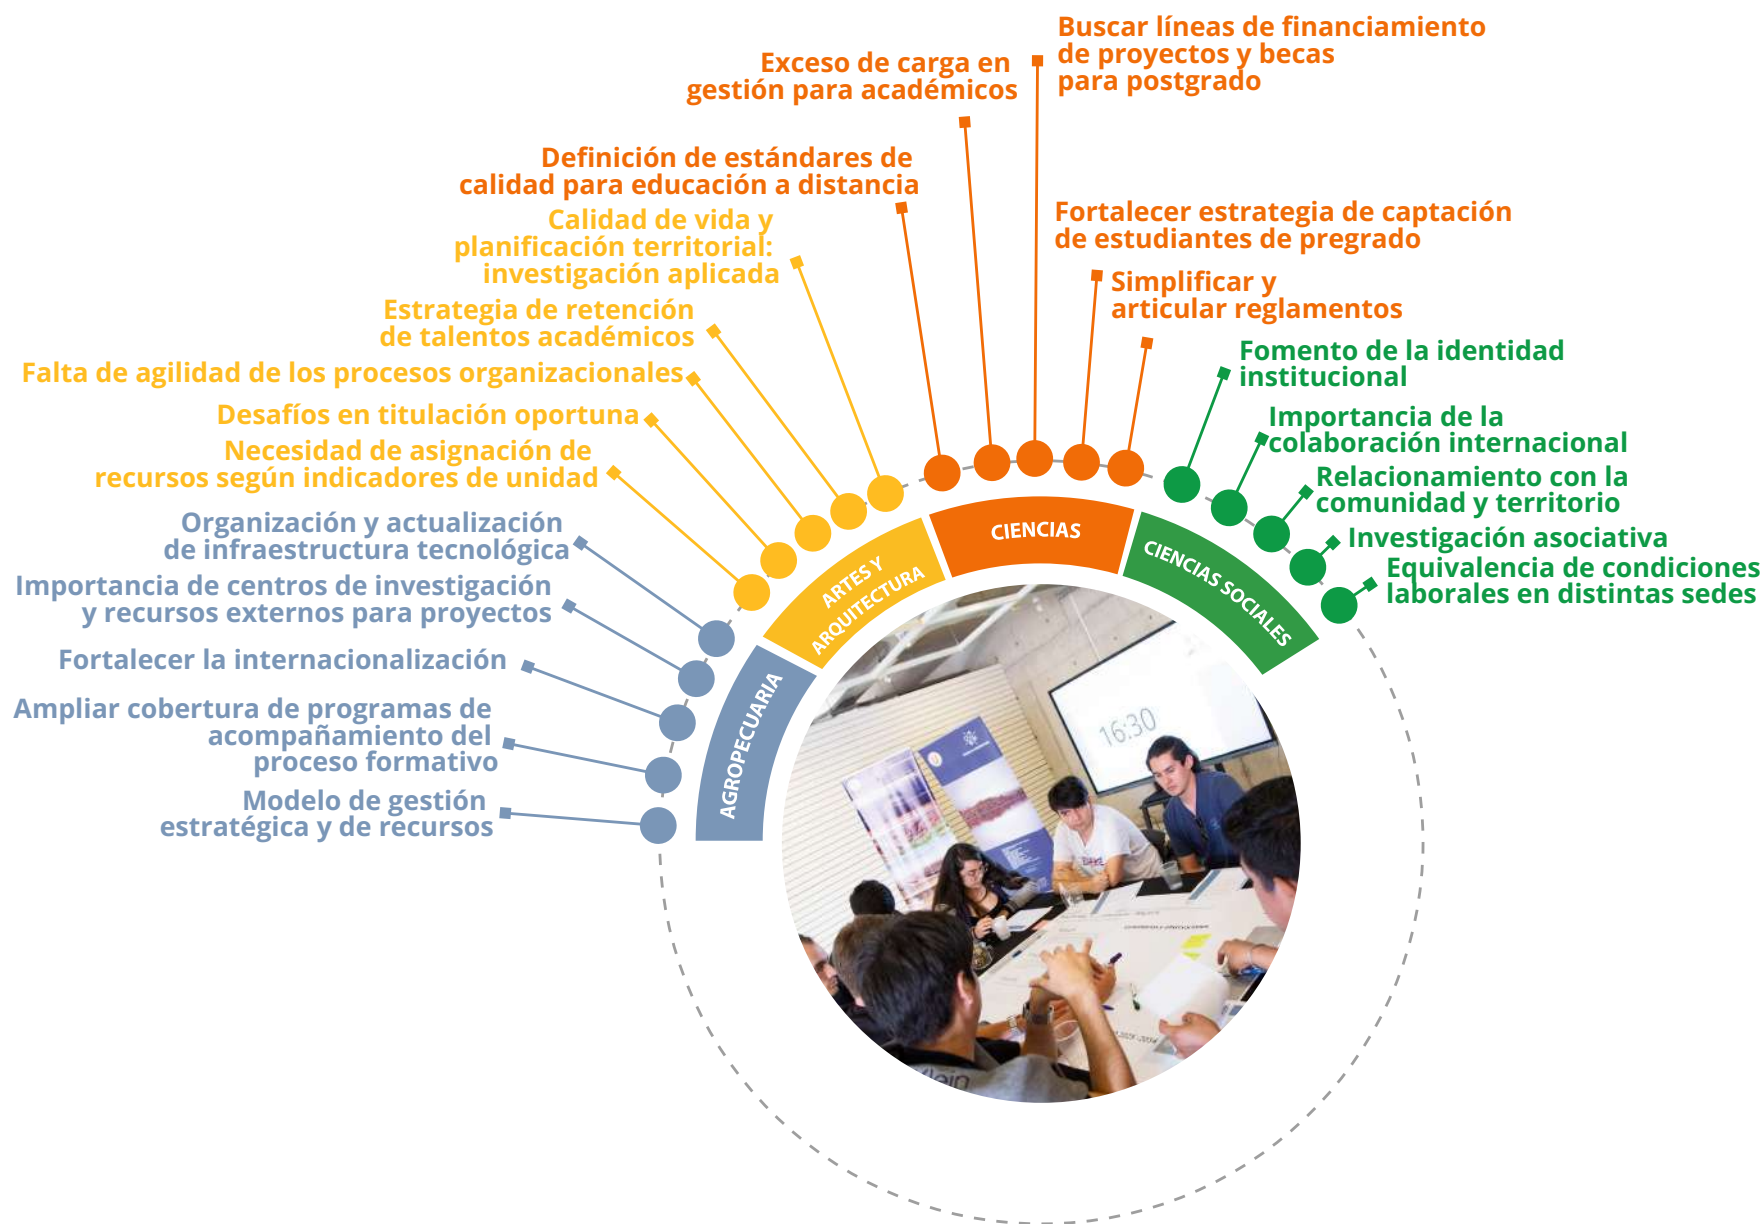 Buscar líneas de financiamiento
de proyectos y becas
para postgrado
Exceso de carga en
gestión para académicos
Definición de estándares de
calidad para educación a distancia
Fortalecer estrategia de captación
de estudiantes de pregrado
Simplificar y
articular reglamentos
Calidad de vida y
planificación territorial:
investigación aplicada
Estrategia de retención
de talentos académicos
Falta de agilidad de los procesos organizacionales
Desafíos en titulación oportuna
Necesidad de asignación de
recursos según indicadores de unidad
Organización y actualización
de infraestructura tecnológica
Importancia de centros de investigación
y recursos externos para proyectos
Fortalecer la internacionalización
Ampliar cobertura de programas de
acompañamiento del
proceso formativo
Modelo de gestión
estratégica y de recursos
Fomento de la identidad
institucional
Importancia de la
colaboración internacional
Relacionamiento con la
comunidad y territorio
Investigación asociativa
Equivalencia de condiciones
laborales en distintas sedes
AGROPECUARIA
ARTES Y
ARQUITECTURA
CIENCIAS
CIENCIAS SOCIALES
16:30